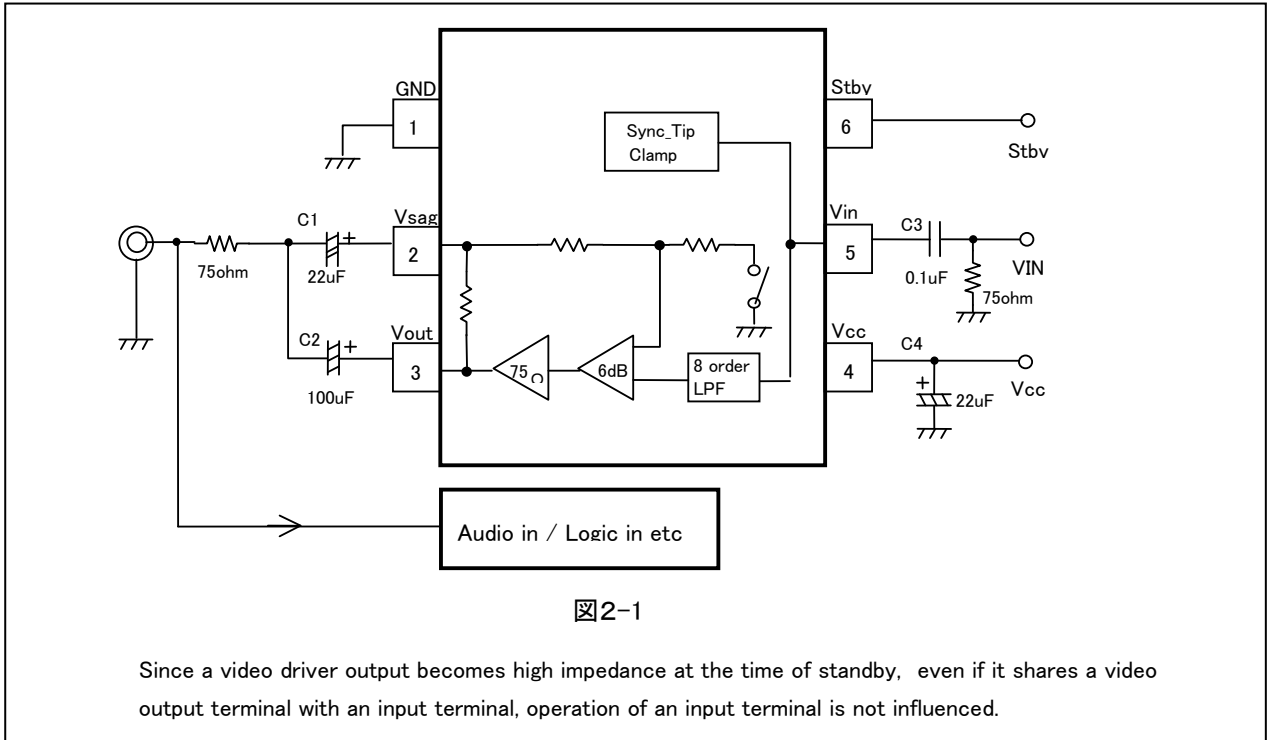 GND
1
Stby
6
Stby
Sync_Tip
Clamp
C1
Vsag
2
22uF
75ohm
Vin
5
C3
0.1uF
VIN
75ohm
C2
Vout
3
100uF
75Ω
6dB
8 order
LPF
Vcc
4
C4
22uF
Vcc
Audio in / Logic in etc
図2-1
Since a video driver output becomes high impedance at the time of standby, even if it shares a video
output terminal with an input terminal, operation of an input terminal is not influenced.